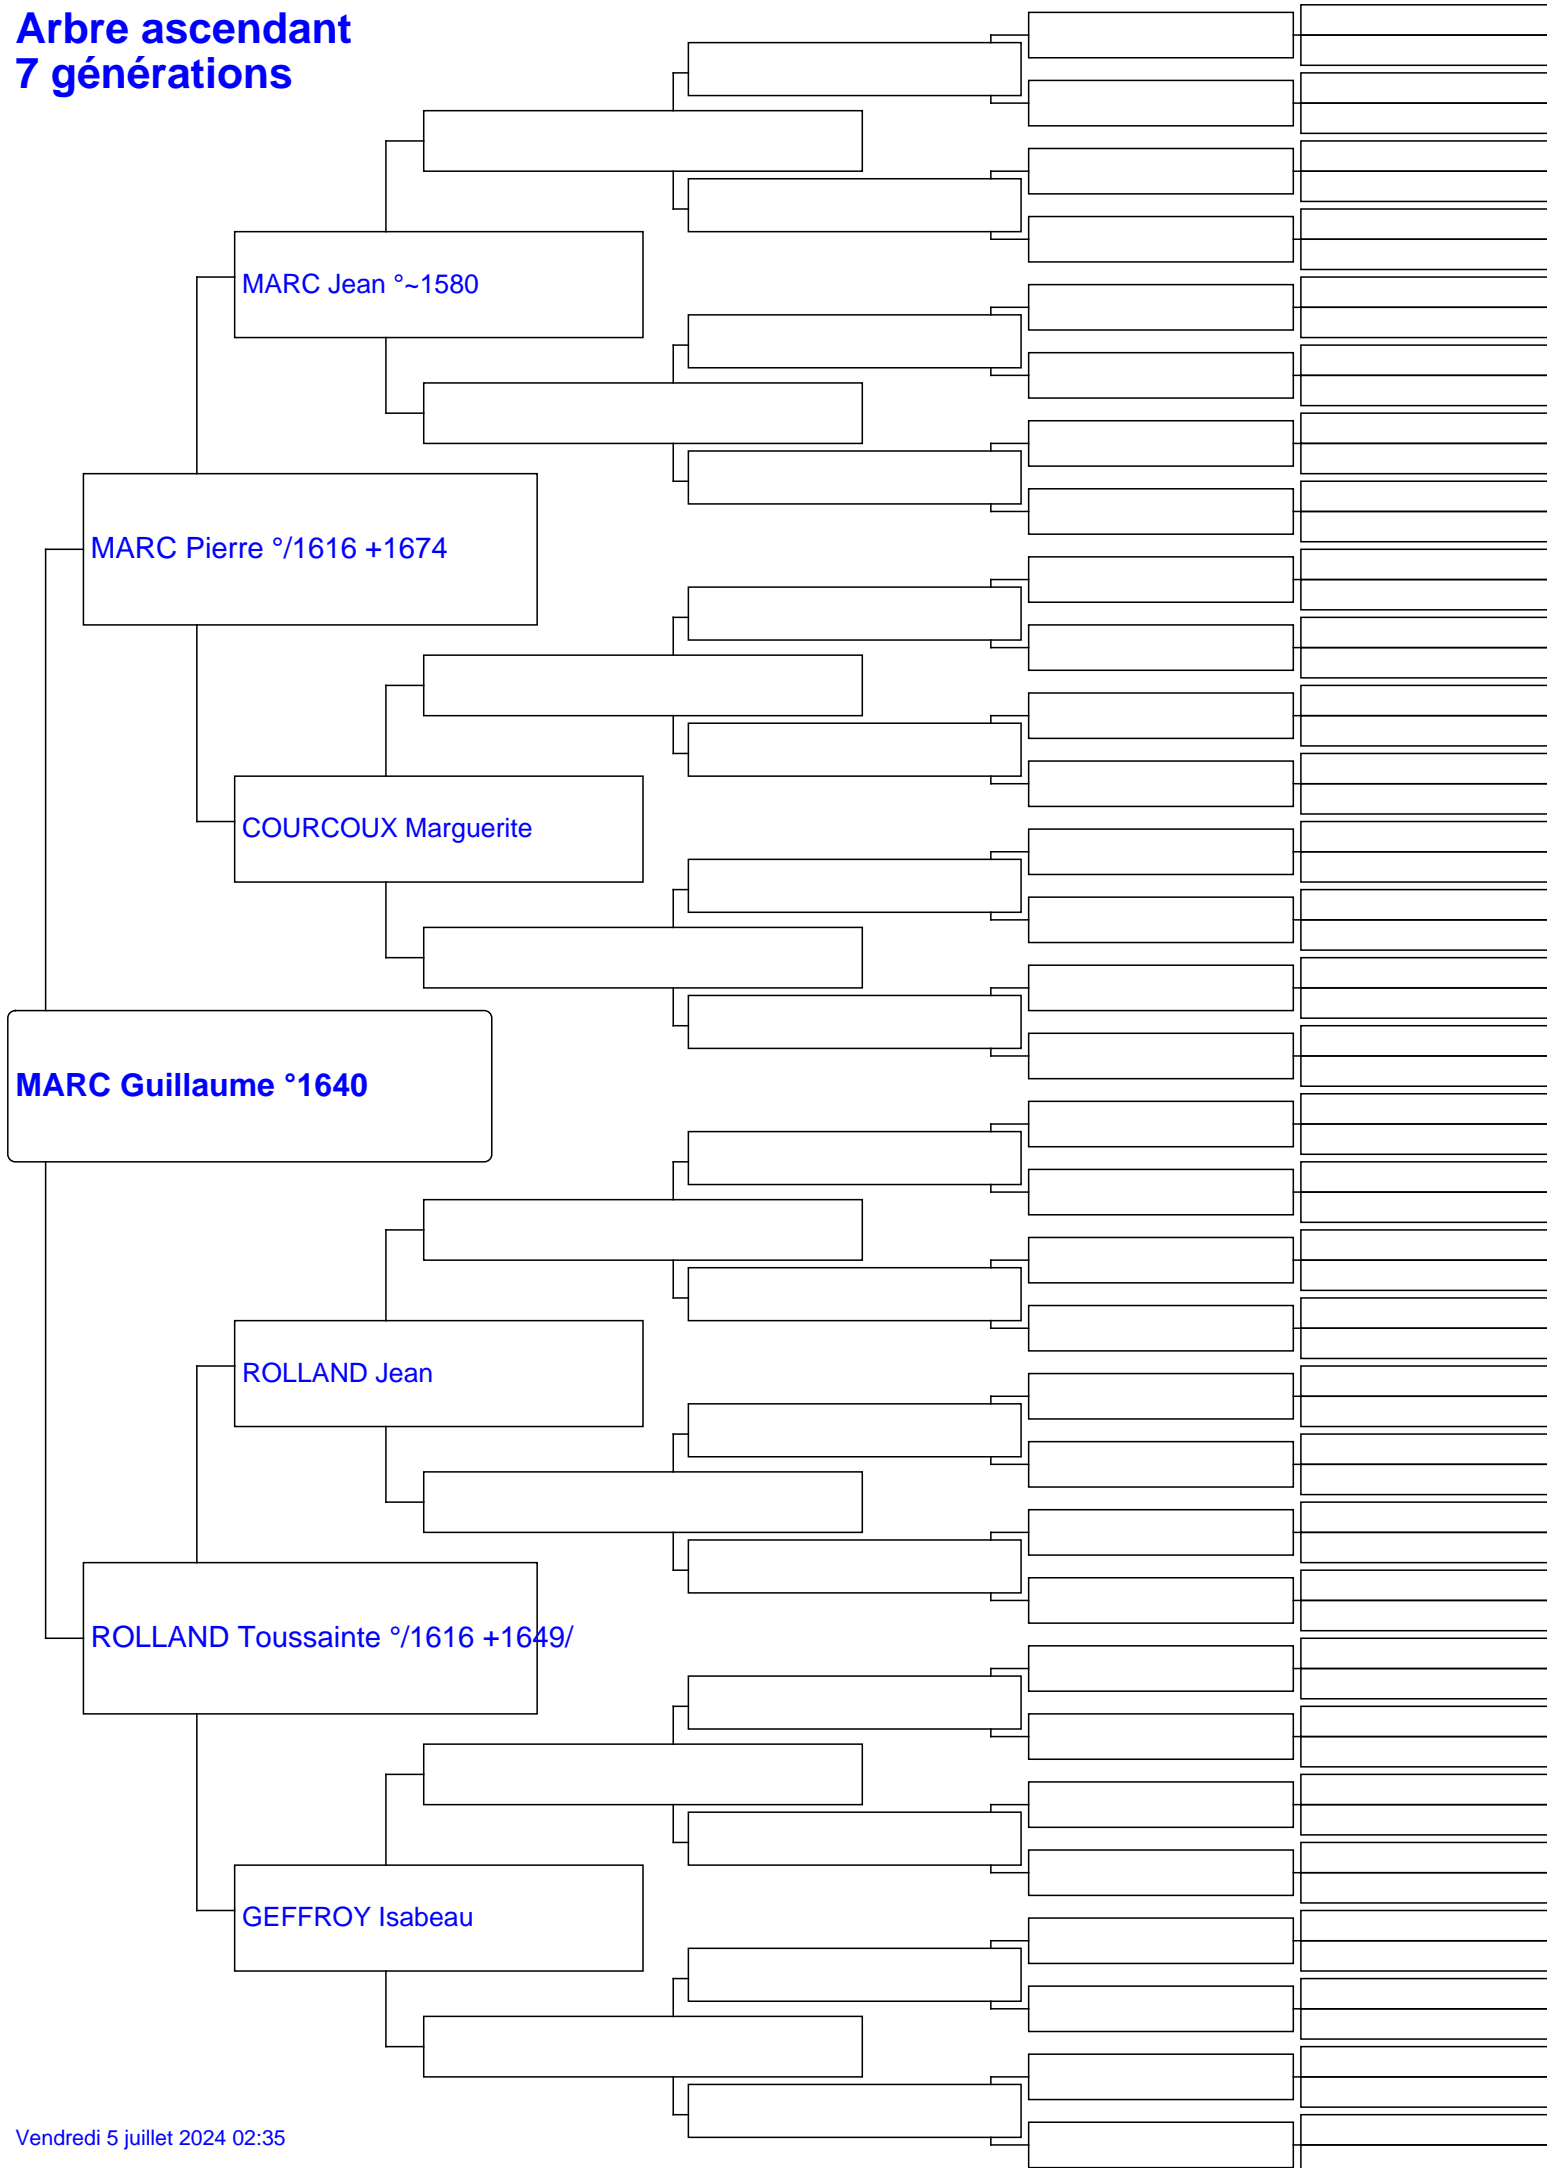 Arbre ascendant
7 générations
MARC Jean °~1580
MARC Pierre °/1616 +1674
COURCOUX Marguerite
MARC Guillaume °1640
ROLLAND Jean
ROLLAND Toussainte °/1616 +1649/
GEFFROY Isabeau
Vendredi 5 juillet 2024 02:35